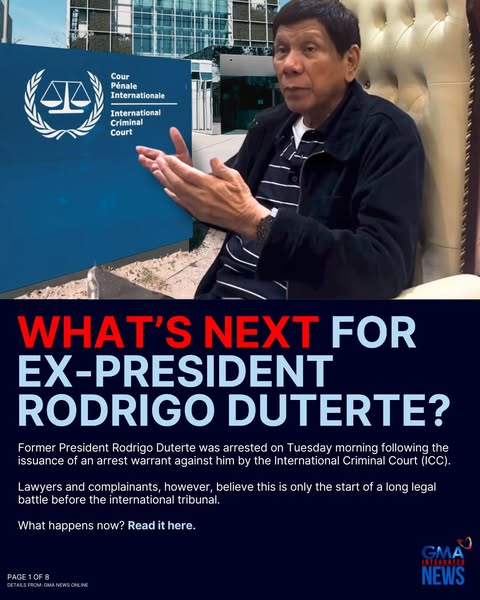 Cour
Pénale
Internationale
International
Criminal
Court
WHAT'S NEXT FOR
EX-PRESIDENT
RODRIGO DUTERTE?
Former President Rodrigo Duterte was arrested on Tuesday morning following the
issuance of an arrest warrant against him by the International Criminal Court (ICC).
Lawyers and complainants, however, believe this is only the start of a long legal
battle before the international tribunal.
What happens now? Read it here.
GMA
INTEGRATED
NEWS
PAGE 1 OF 8
DETAILS FROM: GMA NEWS ONLINE